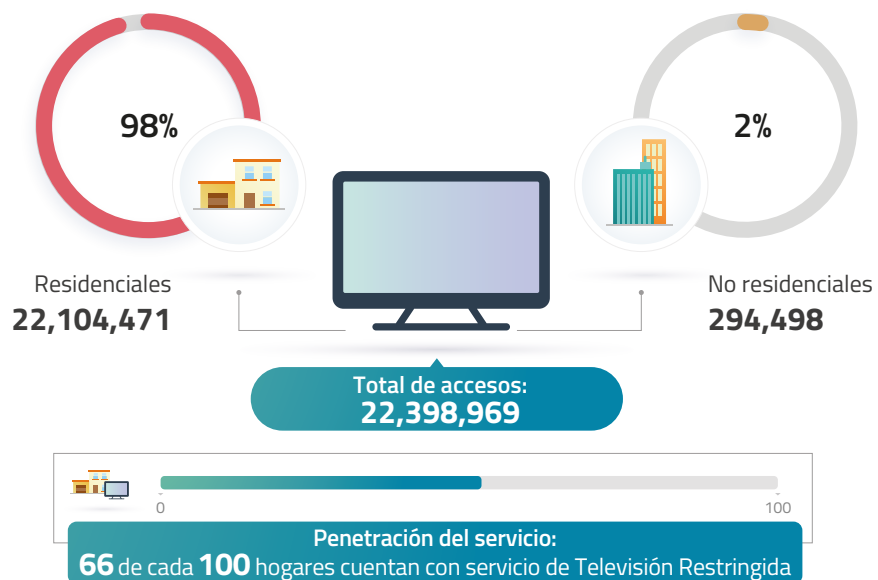 98%
2%
Residenciales
22,104,471
No residenciales
294,498
Total de accesos:
22,398,969
0
100
Penetración del servicio:
66 de cada 100 hogares cuentan con servicio de Televisión Restringida